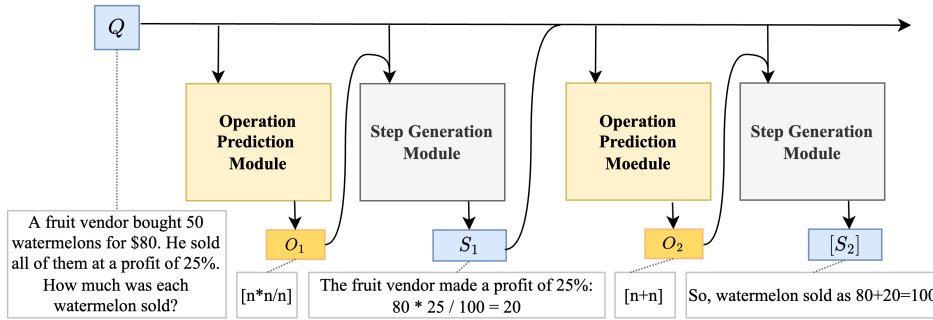 Q
Operation
Prediction
Module
Step Generation
Module
Operation
Prediction
Moedule
Step Generation
Module
O₁
S₁
O₂
[S₂]
A fruit vendor bought 50
watermelons for $80. He sold
all of them at a profit of 25%.
How much was each
watermelon sold?
[n*n/n]
The fruit vendor made a profit of 25%:
80 * 25 / 100 = 20
[n+n]
So, watermelon sold as 80+20=100